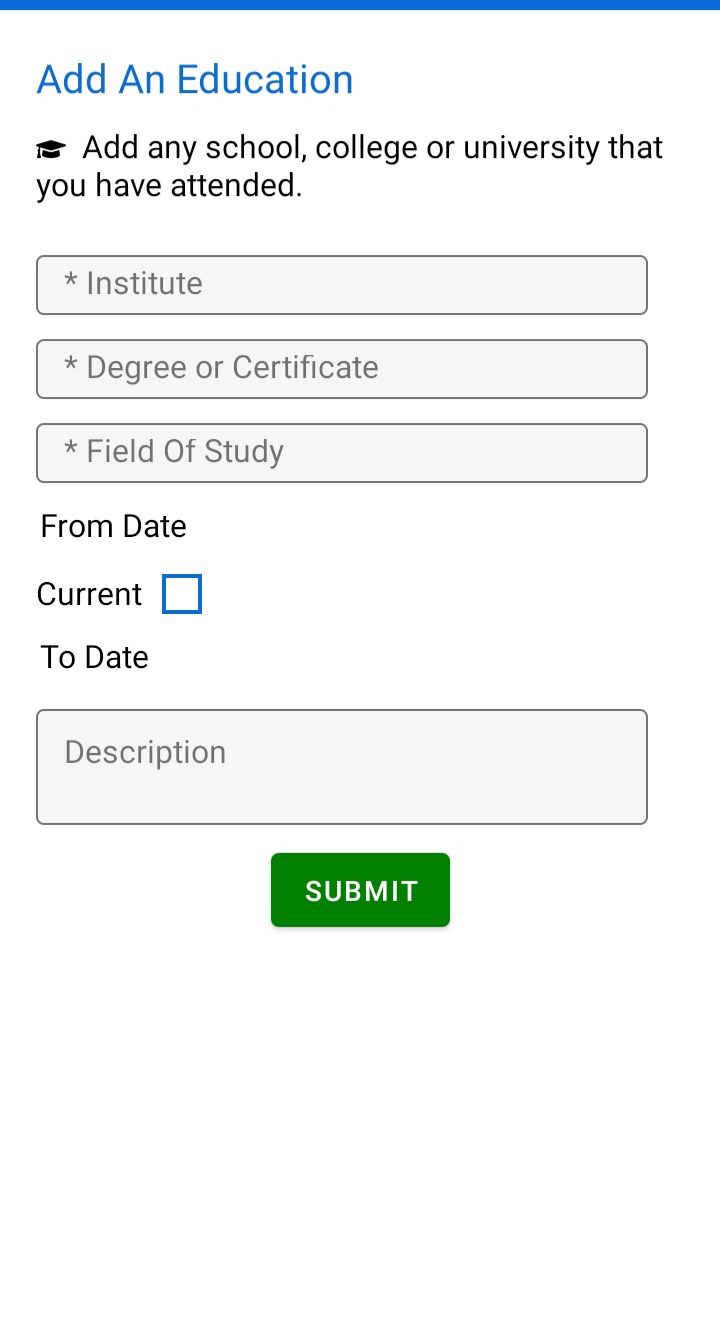 Add An Education
Add any school, college or university that
you have attended.
* Institute
* Degree or Certificate
* Field Of Study
From Date
Current
To Date
Description
SUBMIT